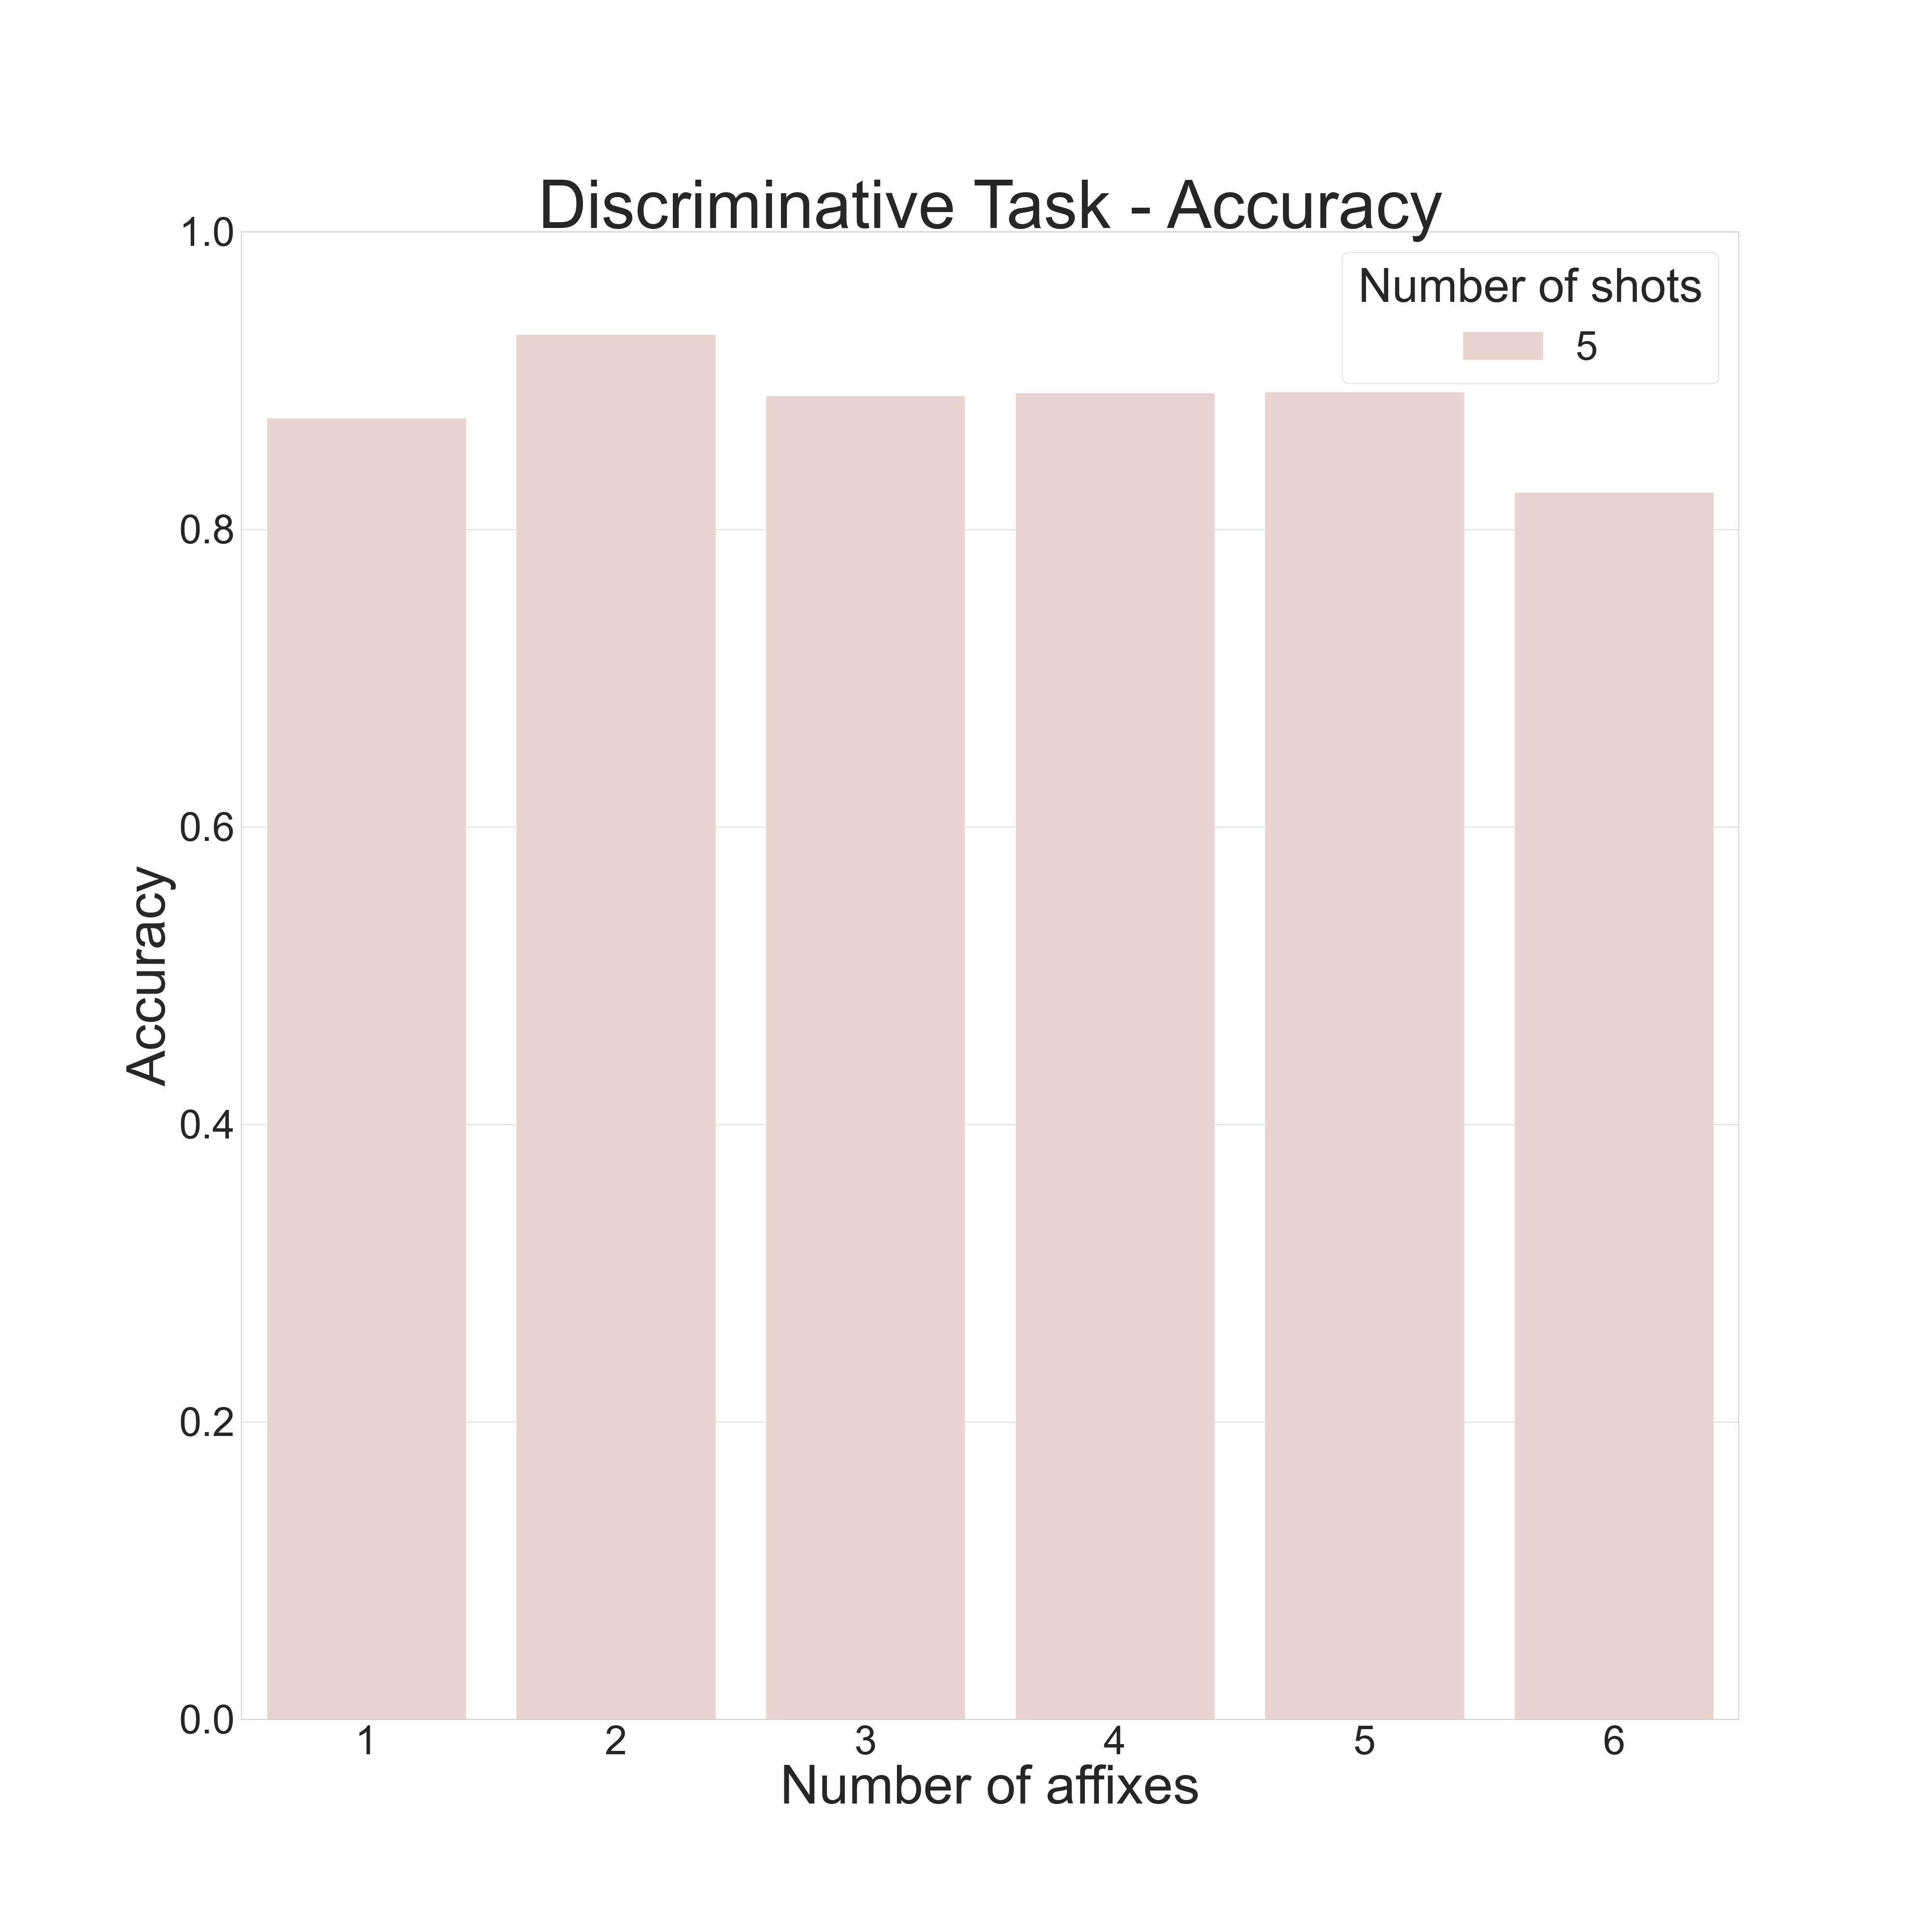 Discriminative Task - Accuracy
Number of shots
5
1.0
0.8
0.6
0.4
0.2
0.0
Accuracy
1 2 3 4 5 6
Number of affixes